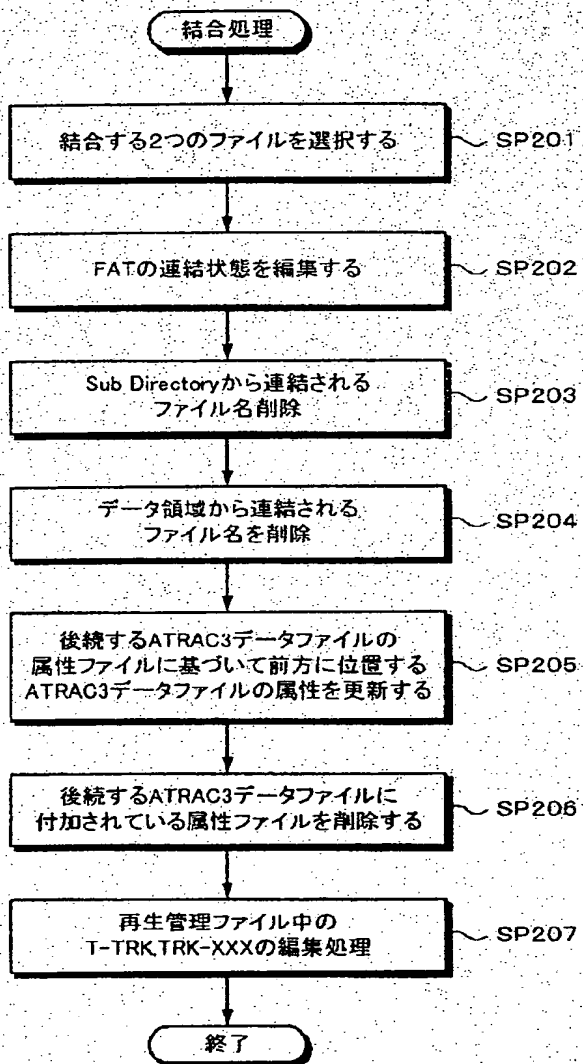 結合処理
結合する2つのファイルを選択する
SP201
FATの連結状態を編集する
SP202
Sub Directoryから連結される
ファイル名削除
SP203
データ領域から連結される
ファイル名を削除
SP204
後続するATRAC3データファイルの
属性ファイルに基づいて前方に位置する
ATRAC3データファイルの属性を更新する
SP205
後続するATRAC3データファイルに
付加されている属性ファイルを削除する
SP206
再生管理ファイル中の
T-TRK,TRK-XXXの編集処理
SP207
終了